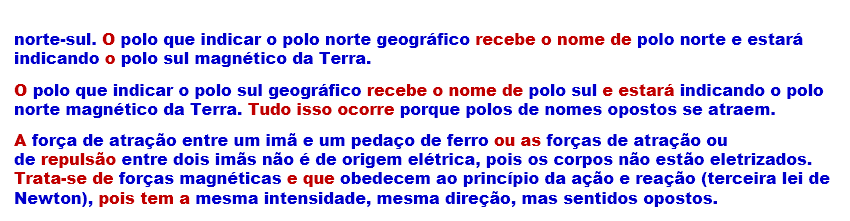 norte-sul. O polo que indicar o polo norte geográfico recebe o nome de polo norte e estará
indicando o polo sul magnético da Terra.
O polo que indicar o polo sul geográfico recebe o nome de polo sul e estará indicando o polo
norte magnético da Terra. Tudo isso ocorre porque polos de nomes opostos se atraem.
A força de atração entre um imã e um pedaço de ferro ou as forças de atração ou
de repulsão entre dois imãs não é de origem elétrica, pois os corpos não estão eletrizados.
Trata-se de forças magnéticas e que obedecem ao princípio da ação e reação (terceira lei de
Newton), pois tem a mesma intensidade, mesma direção, mas sentidos opostos.